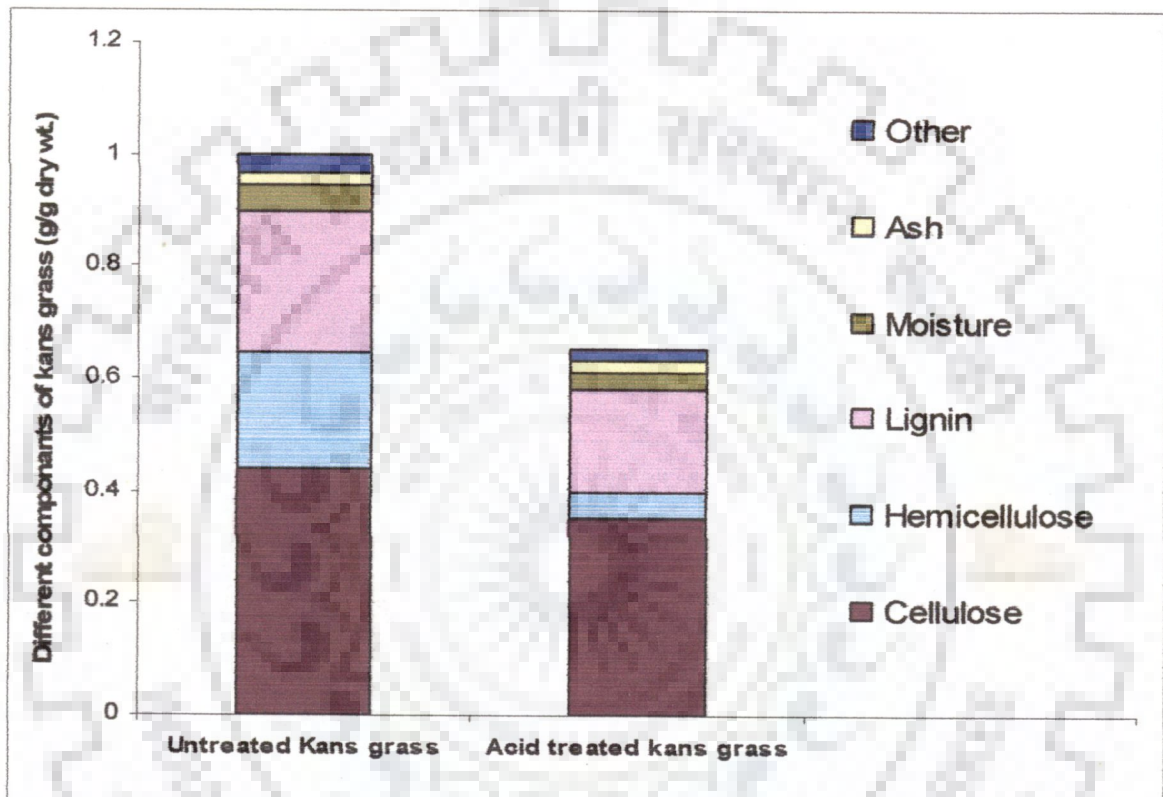 1.2
1
0.8
0.6
0.4
0.2
0
Different componants of kans grass (g/g dry wt.)
Untreated Kans grass
Acid treated kans grass
Other
Ash
Moisture
Lignin
Hemicellulose
Cellulose